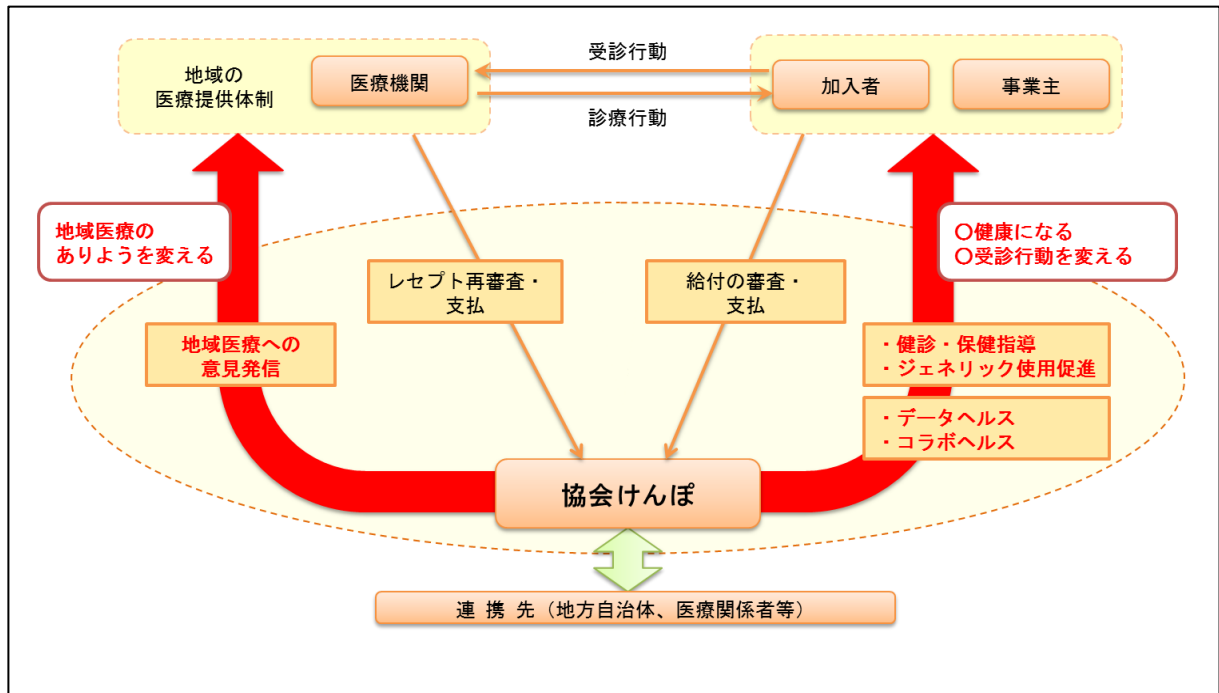 受診行動
地域の
医療提供体制
医療機関
加入者
事業主
診療行動
地域医療の
ありようを変える
〇健康になる
〇受診行動を変える
レセプト再審査・
支払
給付の審査・
支払
地域医療への
意見発信
・健診・保健指導
・ジェネリック使用促進
・データヘルス
・コラボヘルス
協会けんぽ
連 携 先（地方自治体、医療関係者等）